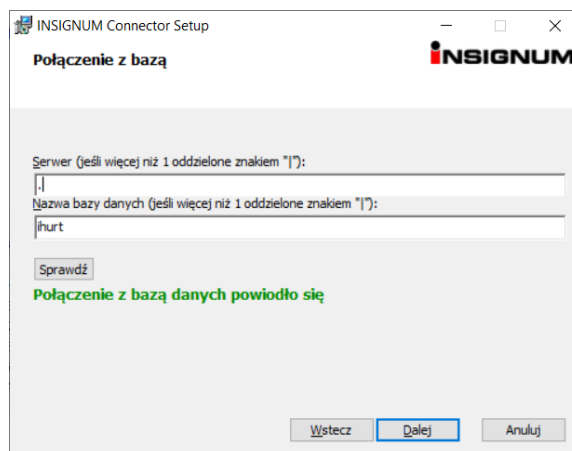 INSIGNUM Connector Setup
Połączenie z bazą
INSIGNUM
Serwer (jeśli więcej niż 1 oddzielone znakiem "|"):
.
Nazwa bazy danych (jeśli więcej niż 1 oddzielone znakiem "|"):
ihurt
Sprawdź
Połączenie z bazą danych powiodło się
Wstecz Dalej Anuluj